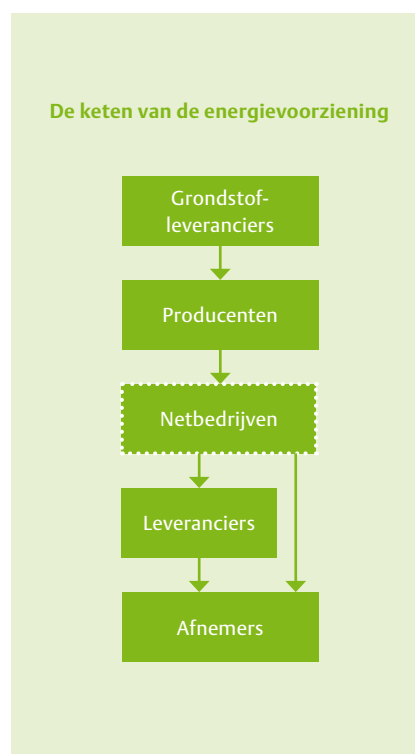 De keten van de energievoorziening
Grondstof-
leveranciers
Producenten
Netbedrijven
Leveranciers
Afnemers